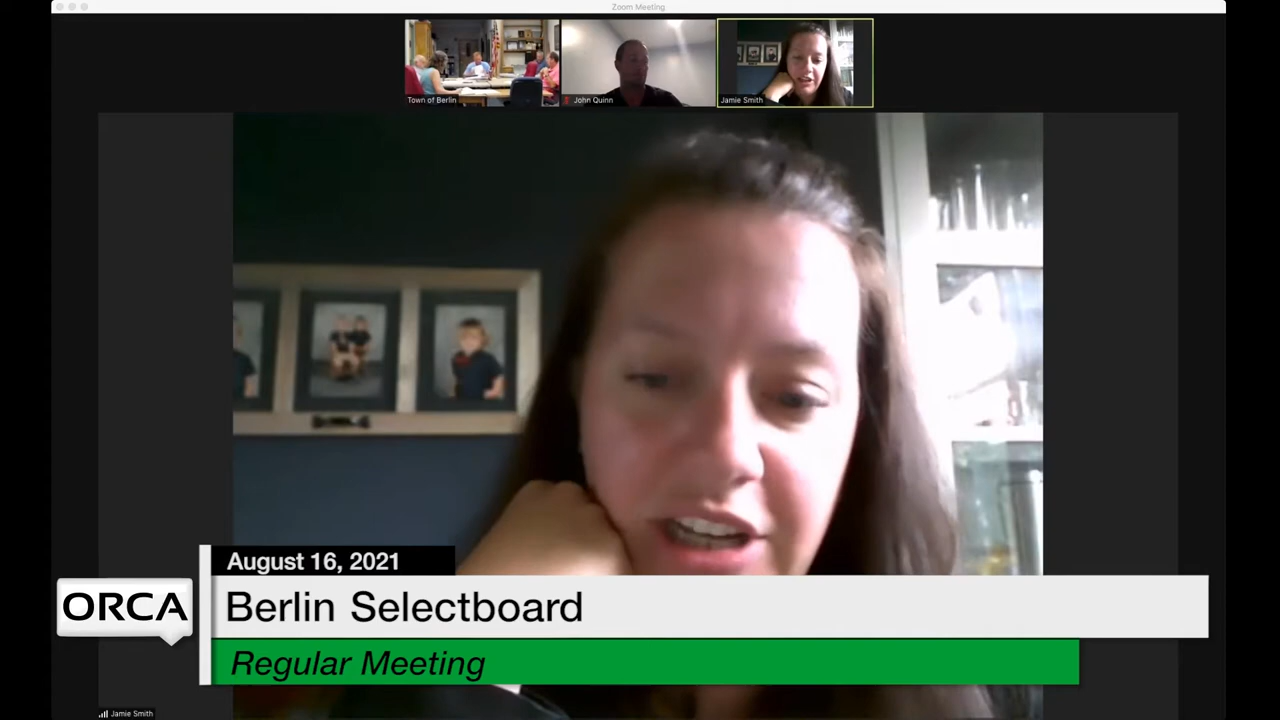 Zoom Meeting
Town of Berlin
John Quinn
Jamie Smith
August 16, 2021
ORCA
Berlin Selectboard
Regular Meeting
Jamie Smith